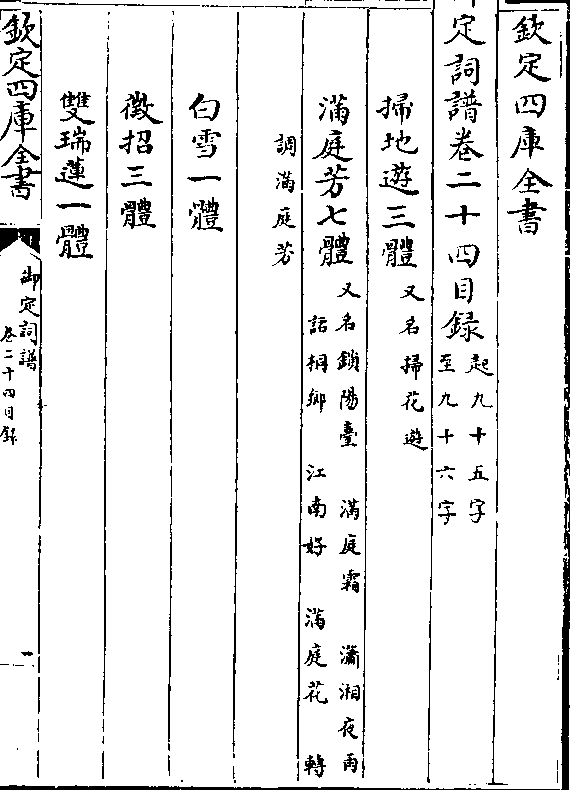 欽定四庫全書
定詞譜卷二十四目録
起九十五字
至九十六字
掃地遊三體
又名掃花遊
滿庭芳七體
又名鎖陽臺　滿庭霜　瀟湘夜雨
話桐鄉　江南好　滿庭花　轉
調滿庭芳
白雪一體
徵招三體
雙瑞蓮一體
欽定四庫全書
御定詞譜
卷二十四目錄
一